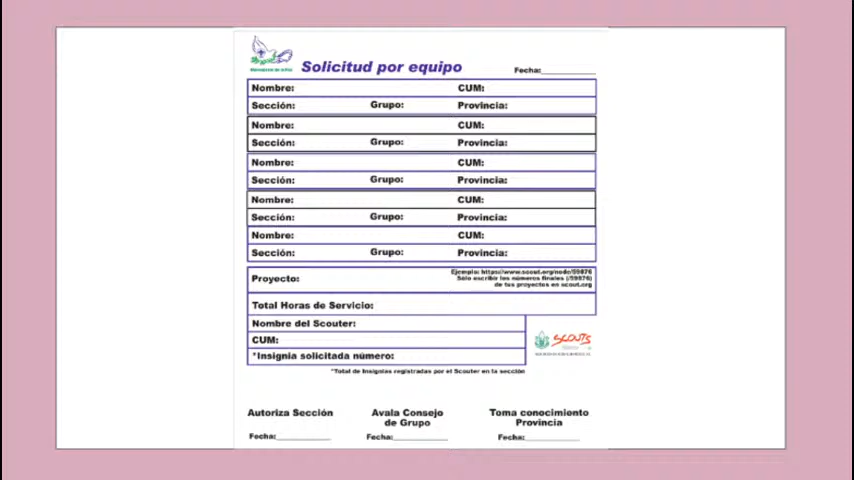 Solicitud por equipo
Fecha:__________
Nombre: CUM:
Sección: Grupo: Provincia:
Nombre: CUM:
Sección: Grupo: Provincia:
Nombre: CUM:
Sección: Grupo: Provincia:
Nombre: CUM:
Sección: Grupo: Provincia:
Nombre: CUM:
Sección: Grupo: Provincia:
Ejemplo: https://www.scout.org/node/59876
Proyecto: Sólo escribir los números finales (/59876)
de tus proyectos en scout.org
Total Horas de Servicio:
Nombre del Scouter:
CUM:
SCOUTS
*Insignia solicitada número:
*Total de Insignias registradas por el Scouter en la sección
Autoriza Sección Avala Consejo Toma conocimiento
de Grupo Provincia
Fecha:__________ Fecha:__________ Fecha:__________